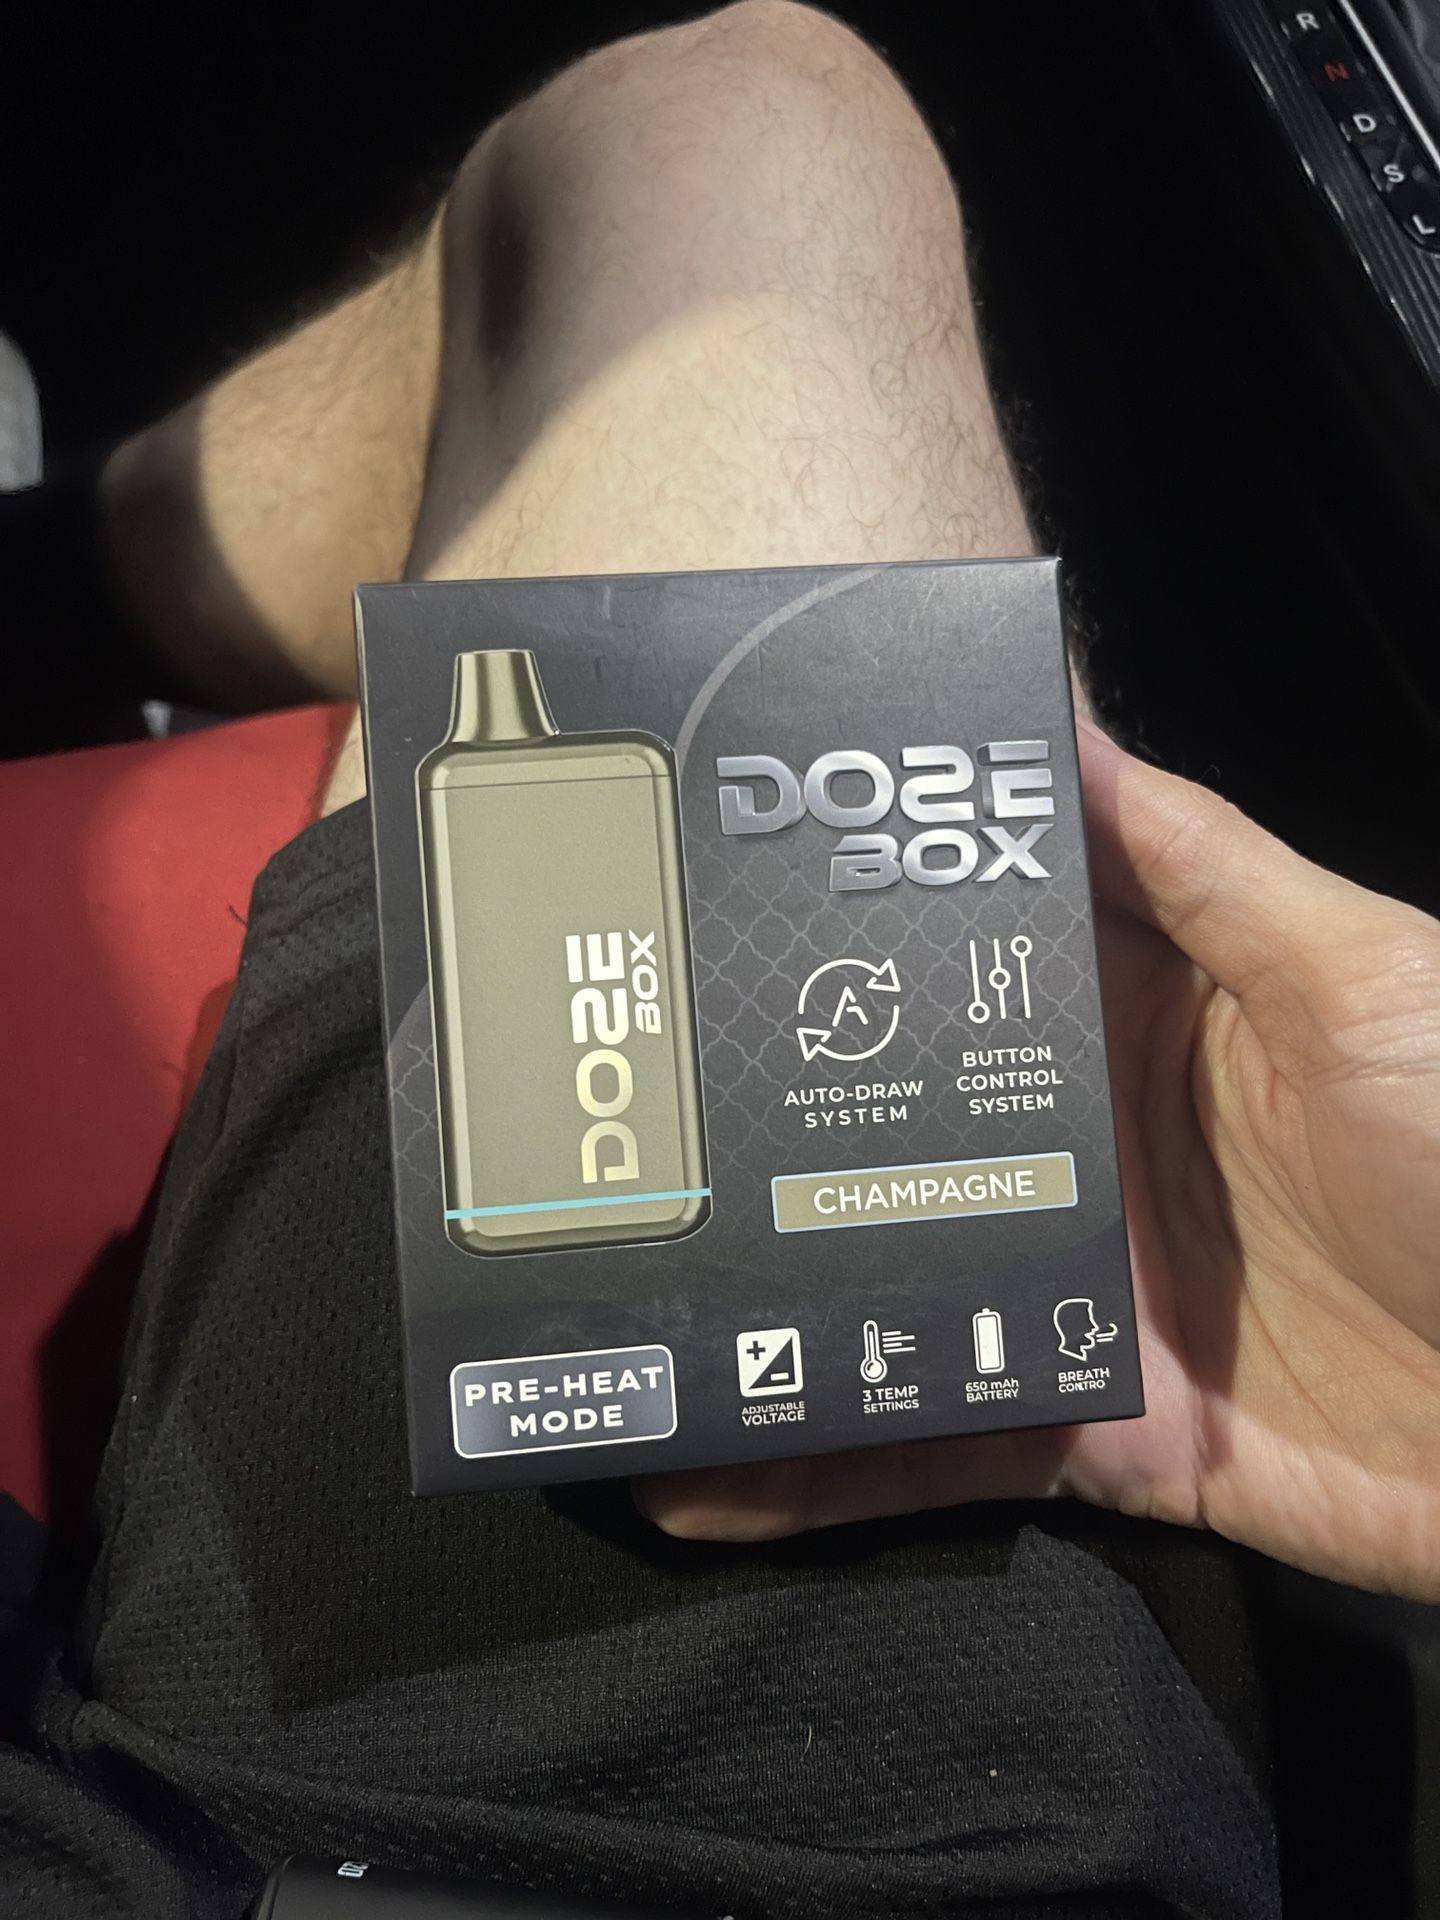 R
N
D
S
L
DOZE
BOX
DOZE
BOX
AUTO-DRAW
SYSTEM
BUTTON
CONTROL
SYSTEM
CHAMPAGNE
PRE-HEAT
MODE
ADJUSTABLE
VOLTAGE
3 TEMP
SETTINGS
650 mAh
BATTERY
BREATH
CONTRO